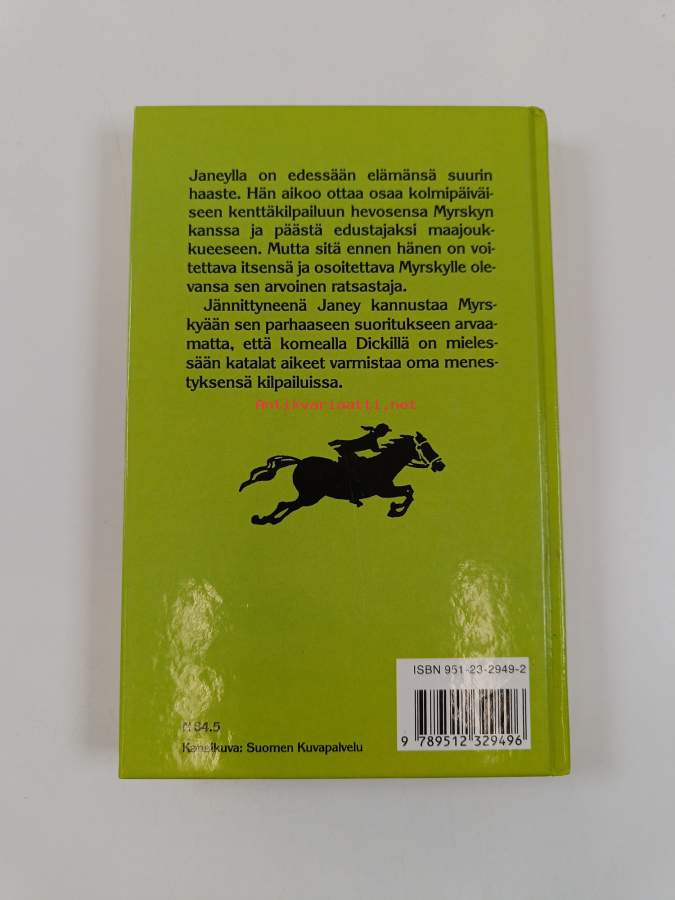 Janeylla on edessään elämänsä suurin
haaste. Hän aikoo ottaa osaa kolmipäiväi-
seen kenttäkilpailuun hevosensa Myrskyn
kanssa ja päästä edustajaksi maajouk-
kueeseen. Mutta sitä ennen hänen on voi-
tettava itsensä ja osoitettava Myrskylle ole-
vansa sen arvoinen ratsastaja.
Jännittyneenä Janey kannustaa Myrs-
kyään sen parhaaseen suoritukseen arvaa-
matta, että komealla Dickillä on mieles-
sään katalat aikeet varmistaa oma menes-
tyksensä kilpailuissa.
Antikvariaatti.net
ISBN 951-23-2949-2
N 84.5
Kansikuva: Suomen Kuvapalvelu
9 789512 329496